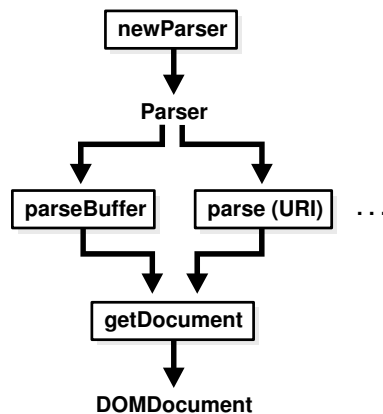 newParser
Parser
parseBuffer
parse (URI) ...
getDocument
DOMDocument